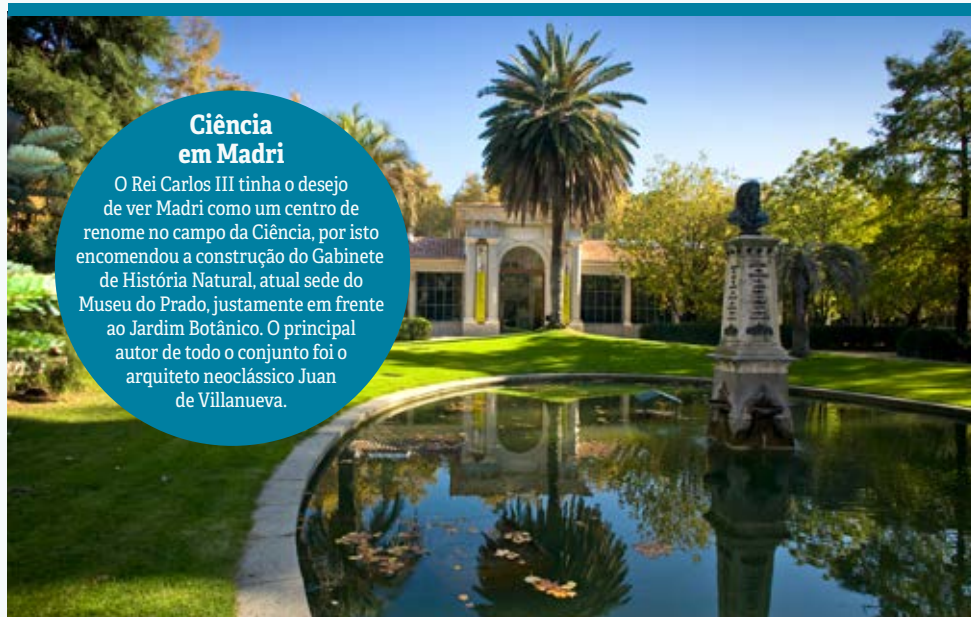 Ciência
em Madri
O Rei Carlos III tinha o desejo
de ver Madri como um centro de
renome no campo da Ciência, por isto
encomendou a construção do Gabinete
de História Natural, atual sede do
Museu do Prado, justamente em frente
ao Jardim Botânico. O principal
autor de todo o conjunto foi o
arquiteto neoclássico Juan
de Villanueva.